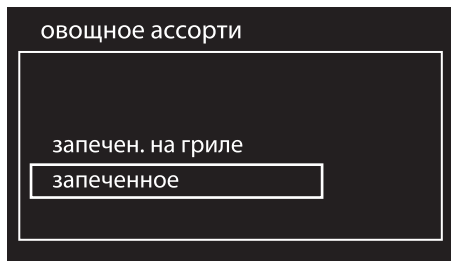 овощное ассорти
запечен. на гриле
запеченное